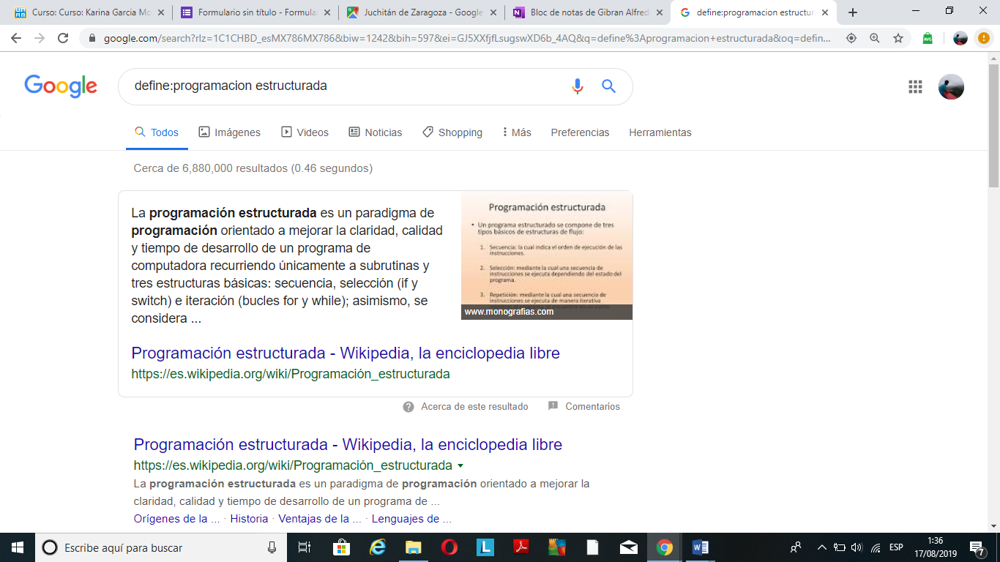 Curso: Curso: Karina Garcia Mo
Formulario sin título - Formula
Juchitán de Zaragoza - Google
Bloc de notas de Gibran Alfred
define:programacion estructur
google.com/search?rlz=1C1CHBD_esMX786MX786&biw=1242&bih=597&ei=GJ5XXfjfLsugswXD6b_4AQ&q=define%3Aprogramacion+estructurada&oq=defin...
Google
define:programacion estructurada
Todos Imágenes Videos Noticias Shopping Más Preferencias Herramientas
Cerca de 6,880,000 resultados (0.46 segundos)
La programación estructurada es un paradigma de
programación orientado a mejorar la claridad, calidad
y tiempo de desarrollo de un programa de
computadora recurriendo únicamente a subrutinas y
tres estructuras básicas: secuencia, selección (if y
switch) e iteración (bucles for y while); asimismo, se
considera ...
Programación estructurada
• Un programa estructurado se compone de tres
tipos básicos de estructuras de flujo:
1. Secuencia: la cual indica el orden de ejecución de las
instrucciones.
2. Selección: mediante la cual una secuencia de
instrucciones se ejecuta dependiendo del estado del
programa.
3. Repetición: mediante la cual una secuencia de
instrucciones se ejecuta de manera iterativa
www.monografias.com
Programación estructurada - Wikipedia, la enciclopedia libre
https://es.wikipedia.org/wiki/Programación_estructurada
Acerca de este resultado Comentarios
Programación estructurada - Wikipedia, la enciclopedia libre
https://es.wikipedia.org/wiki/Programación_estructurada
La programación estructurada es un paradigma de programación orientado a mejorar la
claridad, calidad y tiempo de desarrollo de un programa de ...
Orígenes de la ... · Historia · Ventajas de la ... · Lenguajes de ...
Escribe aquí para buscar
ESP
1:36
17/08/2019
7